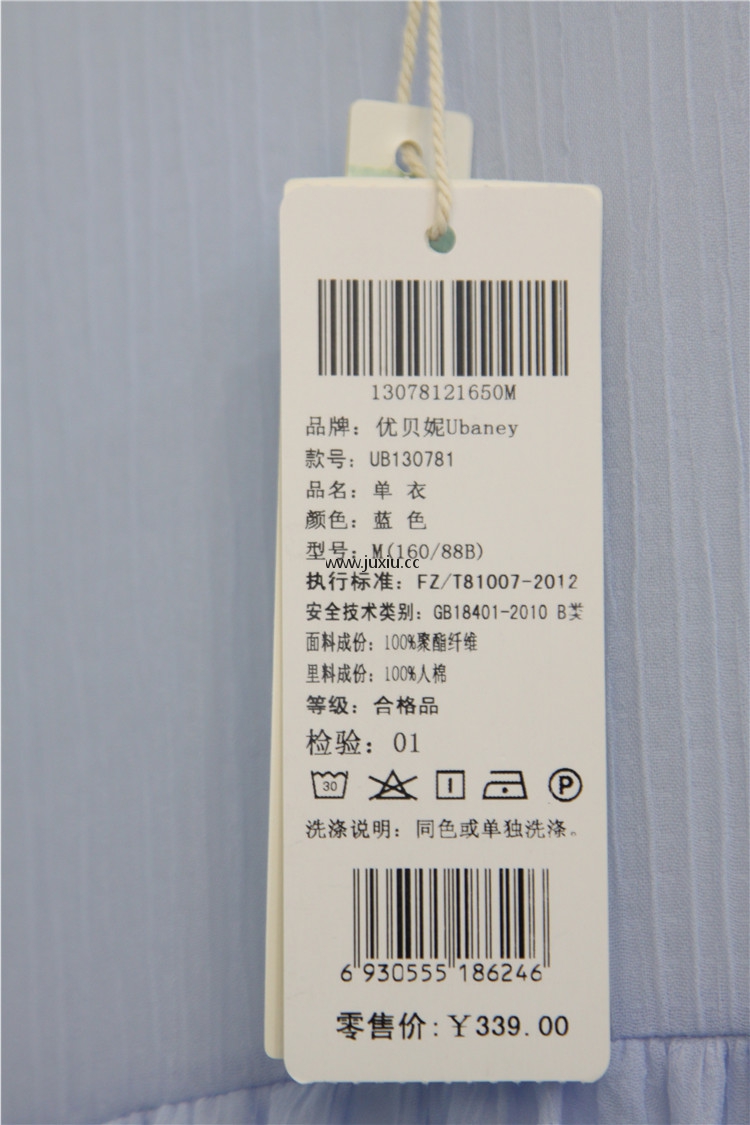 13078121650M
品牌：优贝妮Ubaney
款号：UB130781
品名：单 衣
颜色：蓝 色
型号：M(160/88B)
www.juxiu.cc
执行标准：FZ/T81007-2012
安全技术类别：GB18401-2010 B类
面料成份：100%聚酯纤维
里料成份：100%人棉
等级：合格品
检验：01
30 P
洗涤说明：同色或单独洗涤。
6 930555 186246
零售价:￥339.00